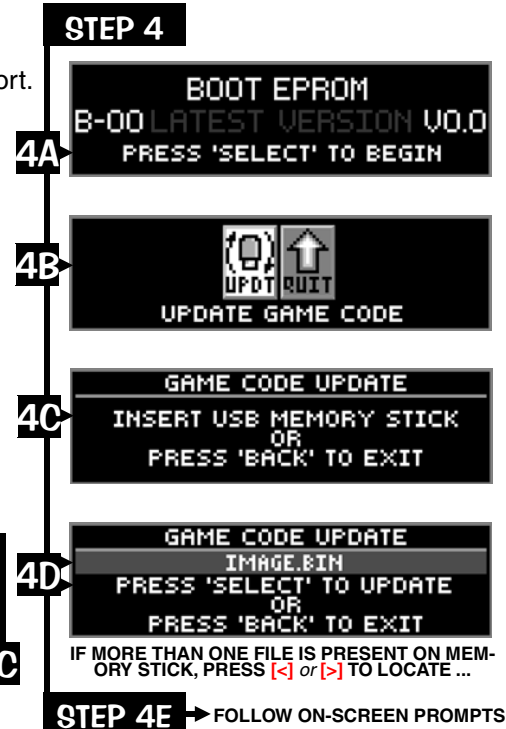 STEP 4
ort.
BOOT EPROM
B-00 LATEST VERSION V0.0
4A
PRESS 'SELECT' TO BEGIN
4B
UPDT QUIT
UPDATE GAME CODE
GAME CODE UPDATE
4C
INSERT USB MEMORY STICK
OR
PRESS 'BACK' TO EXIT
GAME CODE UPDATE
IMAGE.BIN
4D
PRESS 'SELECT' TO UPDATE
OR
PRESS 'BACK' TO EXIT
C
IF MORE THAN ONE FILE IS PRESENT ON MEM-
ORY STICK, PRESS [<] or [>] TO LOCATE ...
STEP 4E FOLLOW ON-SCREEN PROMPTS